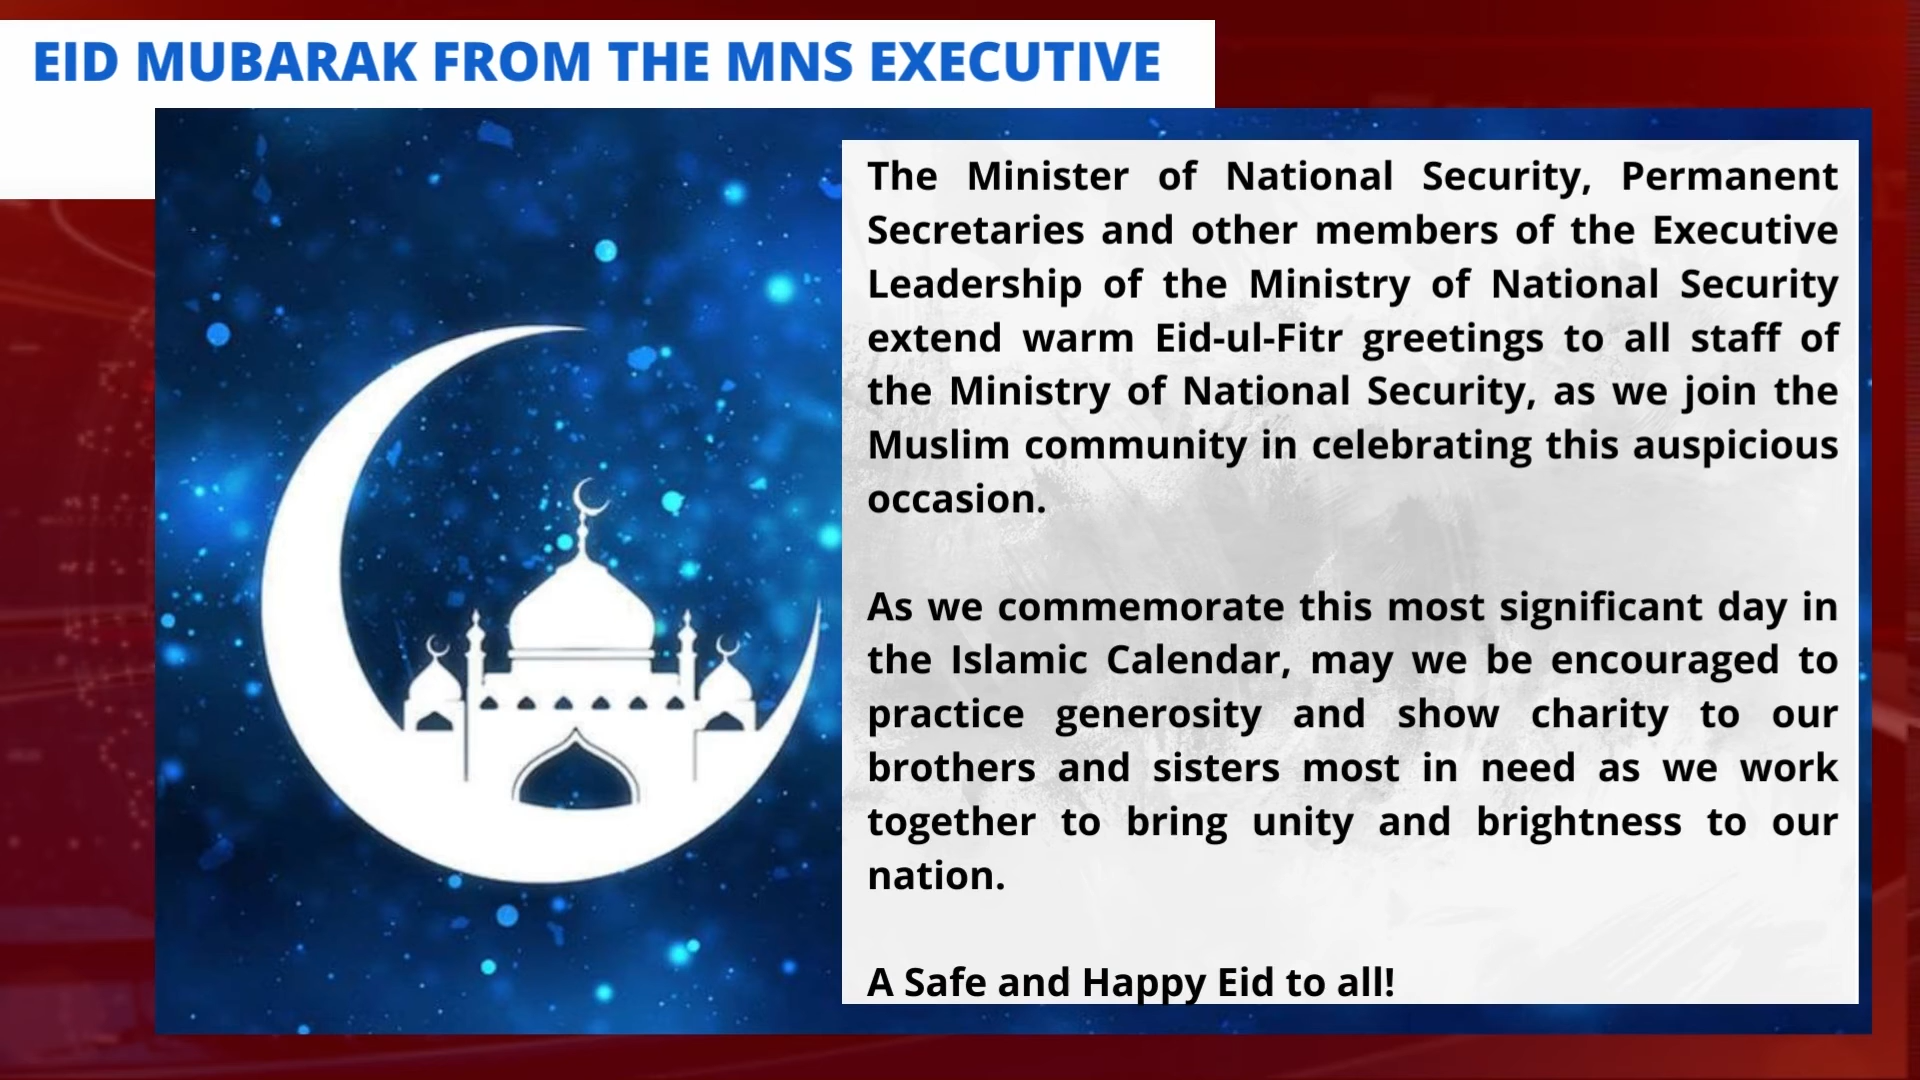 EID MUBARAK FROM THE MNS EXECUTIVE
The Minister of National Security, Permanent
Secretaries and other members of the Executive
Leadership of the Ministry of National Security
extend warm Eid-ul-Fitr greetings to all staff of
the Ministry of National Security, as we join the
Muslim community in celebrating this auspicious
occasion.
As we commemorate this most significant day in
the Islamic Calendar, may we be encouraged to
practice generosity and show charity to our
brothers and sisters most in need as we work
together to bring unity and brightness to our
nation.
A Safe and Happy Eid to all!